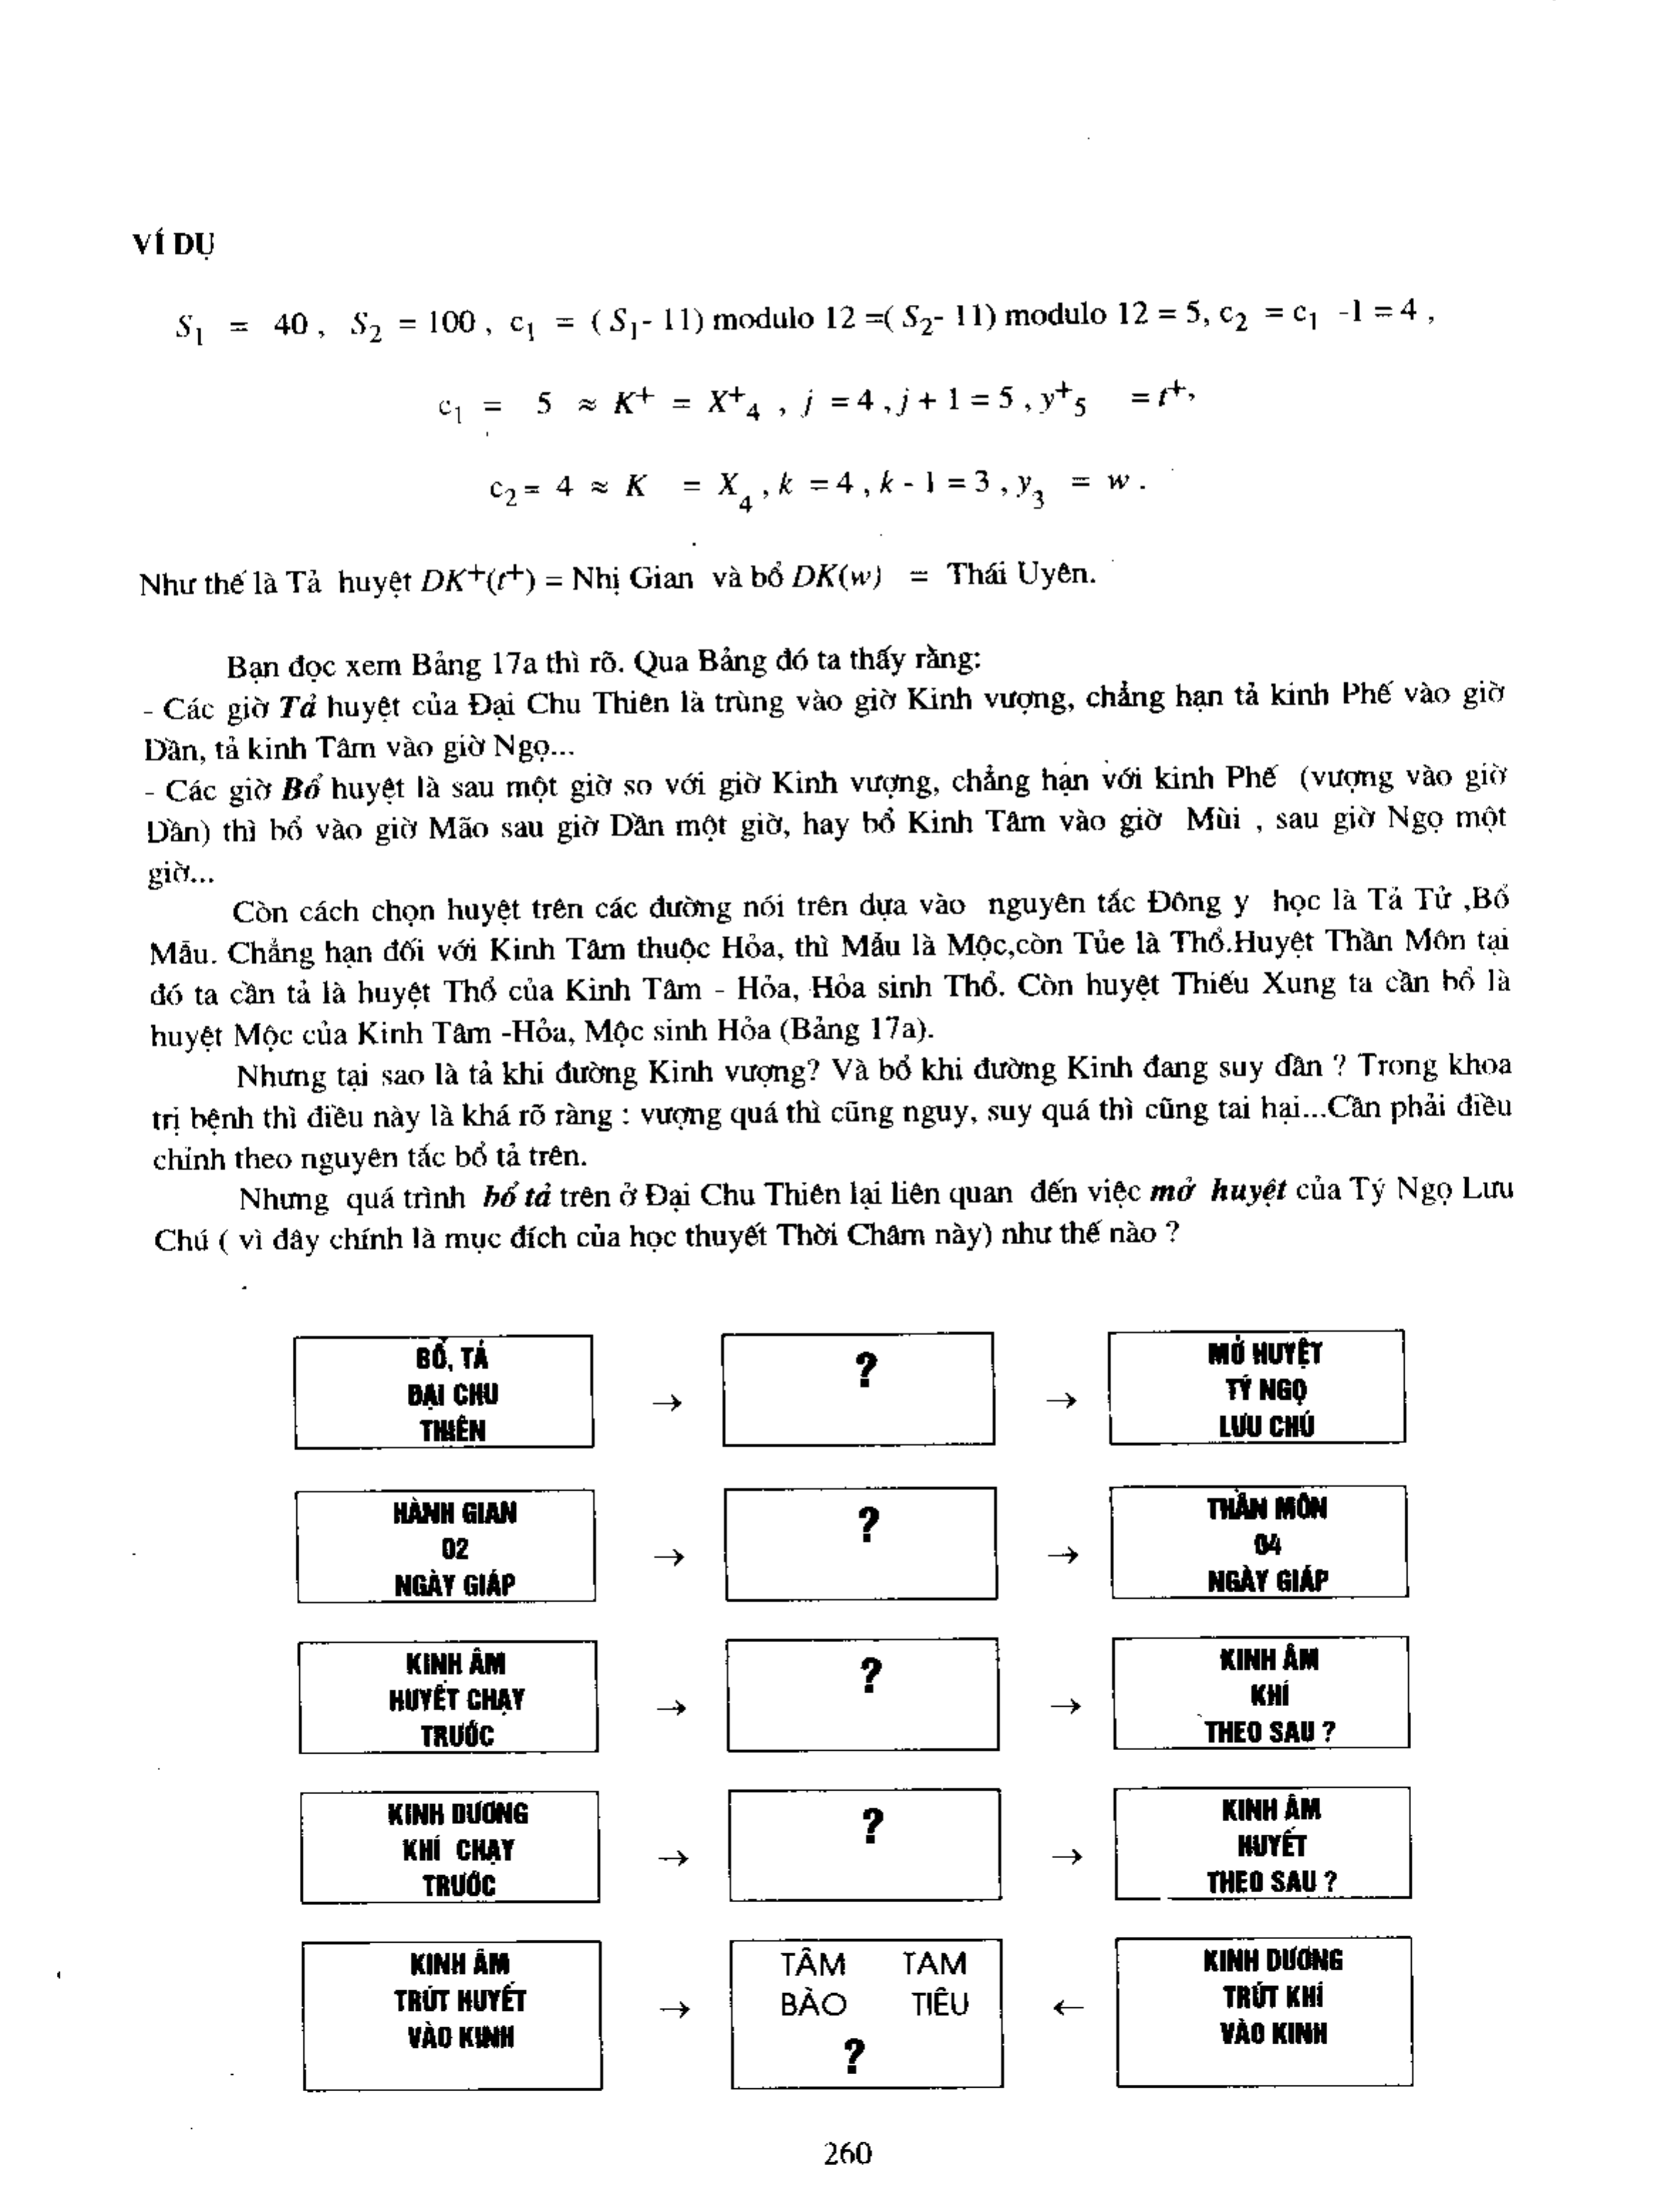 VÍ DỤ
S₁ = 40 , S₂ = 100 , c₁ = ( S₁- 11) modulo 12 =( S₂- 11) modulo 12 = 5, c₂ = c₁ -1 = 4 ,
c₁ = 5 ≈ K⁺ = X⁺₄ , j = 4 , j + 1 = 5 , y⁺₅ = t⁺,
c₂ = 4 ≈ K = X₄ , k = 4 , k - 1 = 3 , y₃ = w .
Như thế là Tả huyệt DK⁺(t⁺) = Nhị Gian và bổ DK(w) = Thái Uyên.
Bạn đọc xem Bảng 17a thì rõ. Qua Bảng đó ta thấy rằng:
- Các giờ Tả huyệt của Đại Chu Thiên là trùng vào giờ Kinh vượng, chẳng hạn tả kinh Phế vào giờ
Dần, tả kinh Tâm vào giờ Ngọ...
- Các giờ Bổ huyệt là sau một giờ so với giờ Kinh vượng, chẳng hạn với kinh Phế (vượng vào giờ
Dần) thì bổ vào giờ Mão sau giờ Dần một giờ, hay bổ Kinh Tâm vào giờ Mùi , sau giờ Ngọ một
giờ...
Còn cách chọn huyệt trên các đường nói trên dựa vào nguyên tắc Đông y học là Tả Tử ,Bổ
Mẫu. Chẳng hạn đối với Kinh Tâm thuộc Hỏa, thì Mẫu là Mộc,còn Tủe là Thổ.Huyệt Thần Môn tại
đó ta cần tả là huyệt Thổ của Kinh Tâm - Hỏa, Hỏa sinh Thổ. Còn huyệt Thiếu Xung ta cần bổ là
huyệt Mộc của Kinh Tâm -Hỏa, Mộc sinh Hỏa (Bảng 17a).
Nhưng tại sao là tả khi đường Kinh vượng? Và bổ khi đường Kinh đang suy dần ? Trong khoa
trị bệnh thì điều này là khá rõ ràng : vượng quá thì cũng nguy, suy quá thì cũng tai hại...Cần phải điều
chỉnh theo nguyên tắc bổ tả trên.
Nhưng quá trình bổ tả trên ở Đại Chu Thiên lại liên quan đến việc mở huyệt của Tý Ngọ Lưu
Chú ( vì đây chính là mục đích của học thuyết Thời Châm này) như thế nào ?
BỔ, TẢ
ĐẠI CHU
THIÊN
→
?
→
MỞ HUYỆT
TÝ NGỌ
LƯU CHÚ
HÀNH GIAN
02
NGÀY GIÁP
→
?
→
THẦN MÔN
04
NGÀY GIÁP
KINH ÂM
HUYẾT CHẠY
TRƯỚC
→
?
→
KINH ÂM
KHÍ
THEO SAU ?
KINH DƯƠNG
KHÍ CHẠY
TRƯỚC
→
?
→
KINH ÂM
HUYẾT
THEO SAU ?
KINH ÂM
TRÚT HUYẾT
VÀO KINH
→
TÂM TAM
BÀO TIÊU
?
←
KINH DƯƠNG
TRÚT KHÍ
VÀO KINH
260